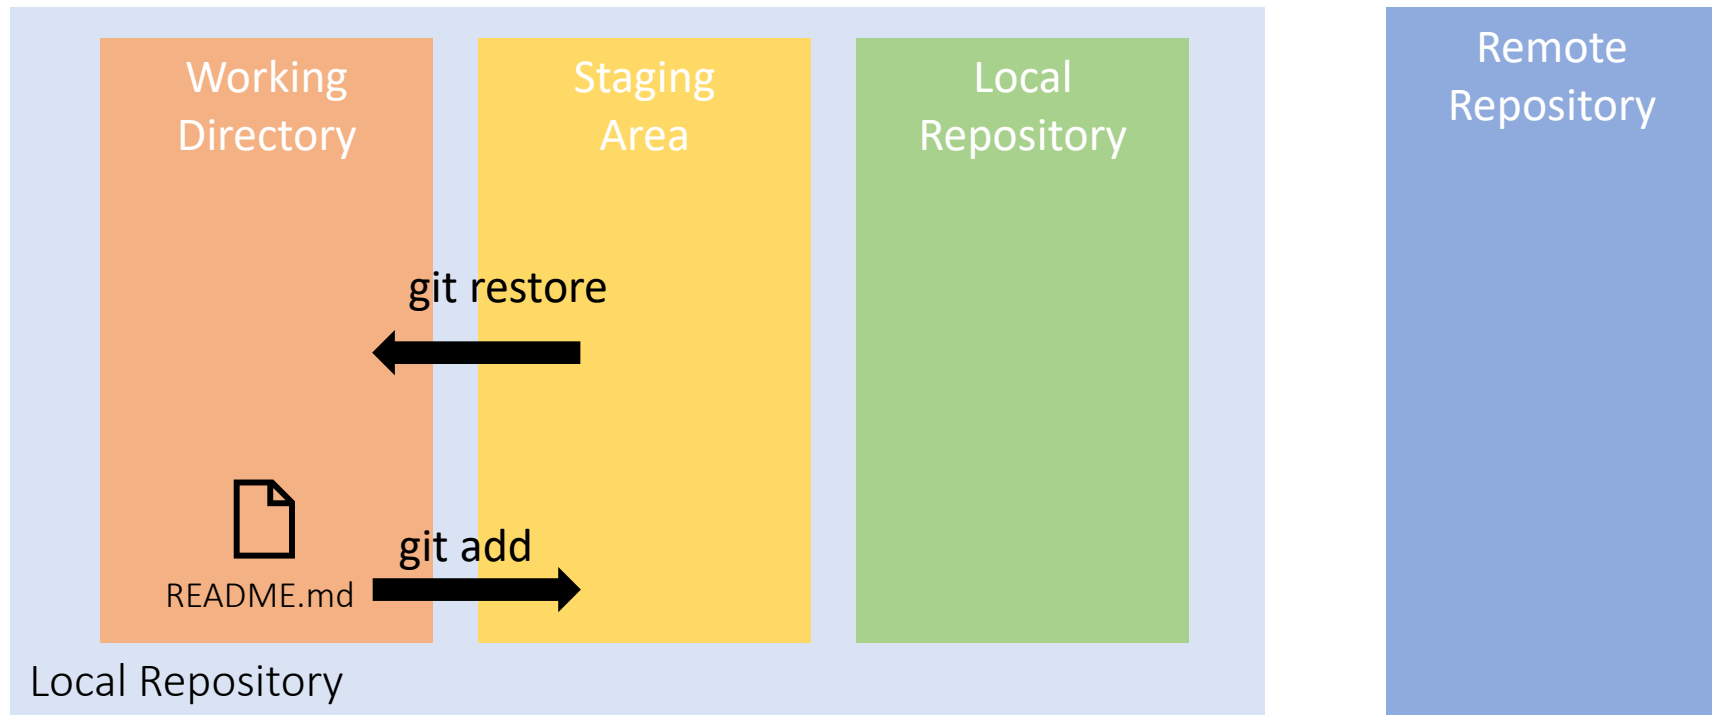 Working
Directory
Staging
Area
Local
Repository
Remote
Repository
git restore
git add
README.md
Local Repository